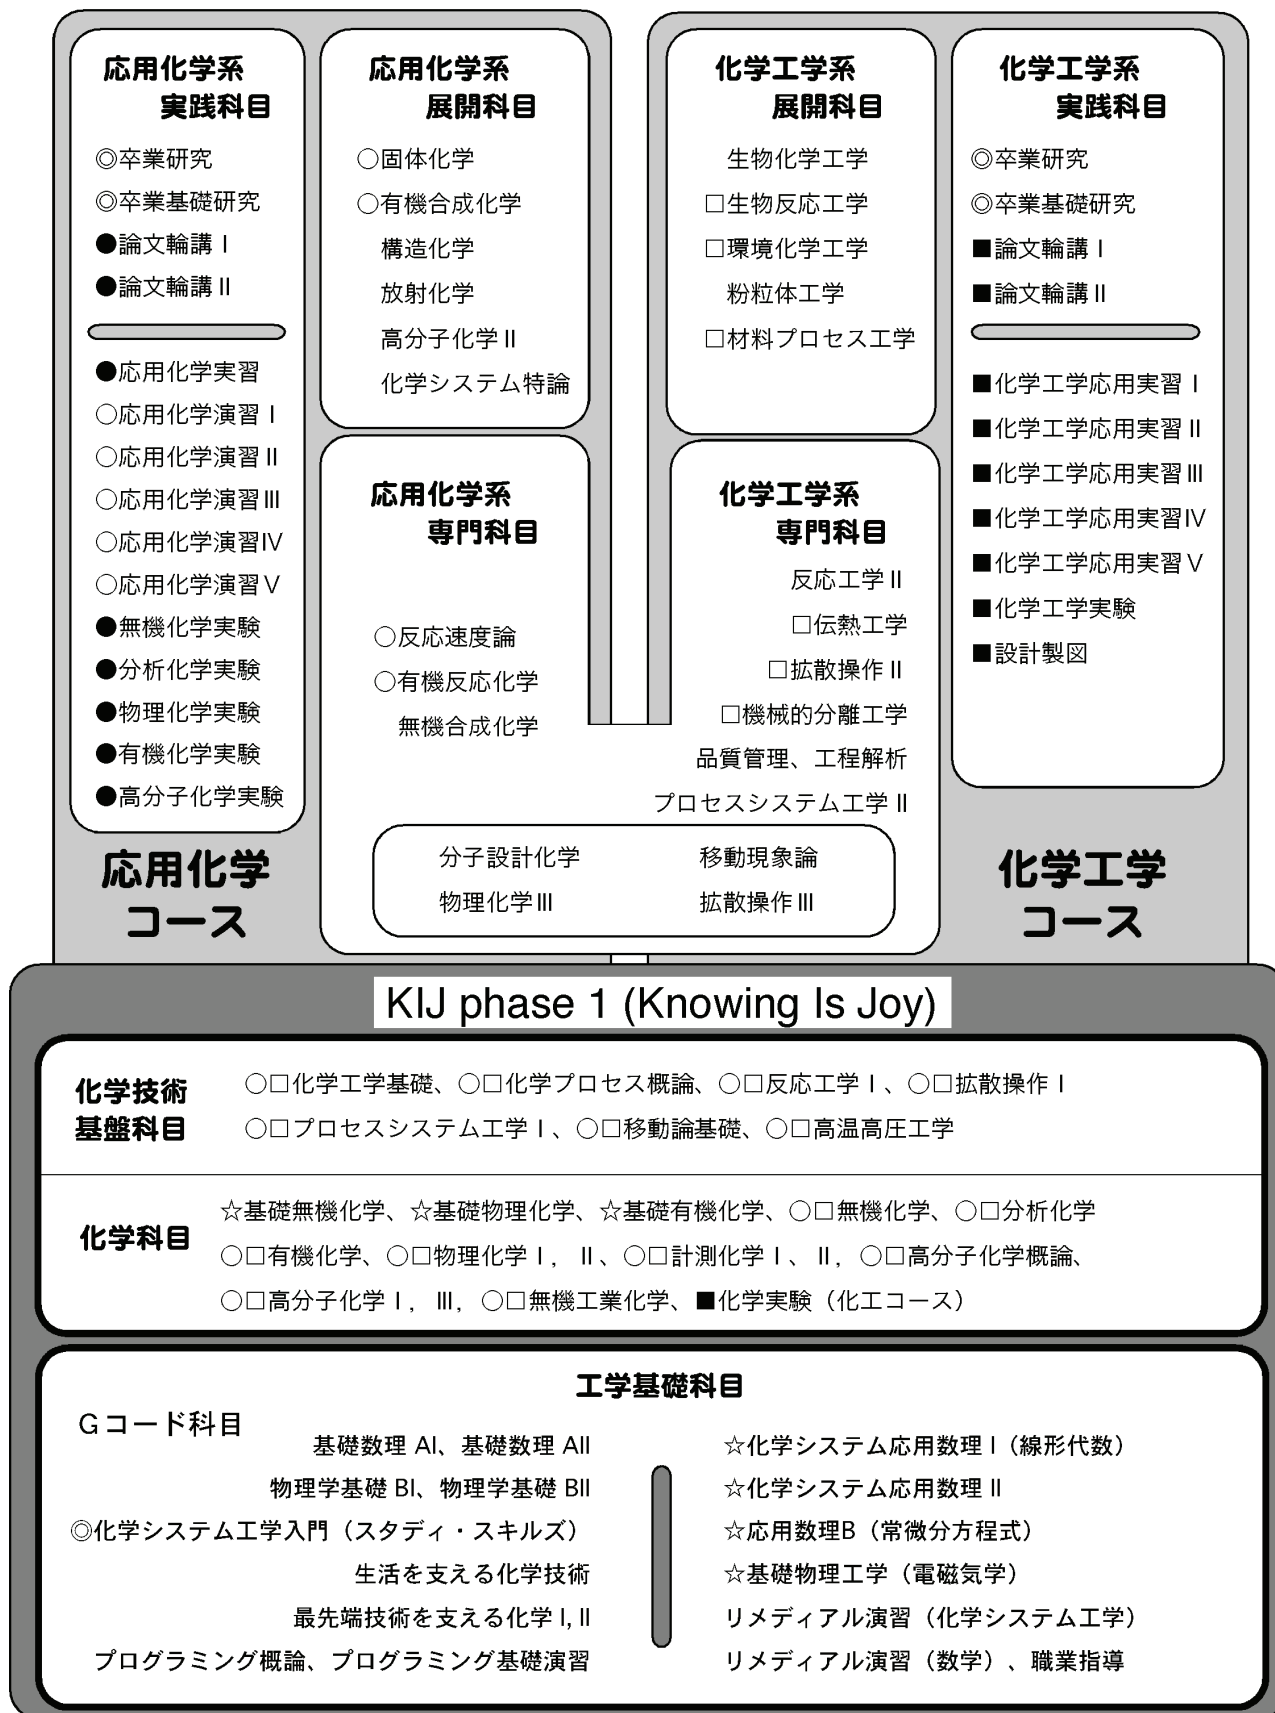 応用化学系
実践科目
◎卒業研究
◎卒業基礎研究
●論文輪講Ⅰ
●論文輪講Ⅱ
●応用化学実習
○応用化学演習Ⅰ
○応用化学演習Ⅱ
○応用化学演習Ⅲ
○応用化学演習Ⅳ
○応用化学演習Ⅴ
●無機化学実験
●分析化学実験
●物理化学実験
●有機化学実験
●高分子化学実験
応用化学
コース
応用化学系
展開科目
○固体化学
○有機合成化学
構造化学
放射化学
高分子化学Ⅱ
化学システム特論
応用化学系
専門科目
○反応速度論
○有機反応化学
無機合成化学
化学工学系
展開科目
生物化学工学
□生物反応工学
□環境化学工学
粉粒体工学
□材料プロセス工学
化学工学系
専門科目
反応工学Ⅱ
□伝熱工学
□拡散操作Ⅱ
□機械的分離工学
品質管理、工程解析
プロセスシステム工学Ⅱ
分子設計化学 移動現象論
物理化学Ⅲ 拡散操作Ⅲ
化学工学系
実践科目
◎卒業研究
◎卒業基礎研究
■論文輪講Ⅰ
■論文輪講Ⅱ
■化学工学応用実習Ⅰ
■化学工学応用実習Ⅱ
■化学工学応用実習Ⅲ
■化学工学応用実習Ⅳ
■化学工学応用実習Ⅴ
■化学工学実験
■設計製図
化学工学
コース
KIJ phase 1 (Knowing Is Joy)
化学技術
基盤科目
○□化学工学基礎、○□化学プロセス概論、○□反応工学Ⅰ、○□拡散操作Ⅰ
○□プロセスシステム工学Ⅰ、○□移動論基礎、○□高温高圧工学
化学科目
☆基礎無機化学、☆基礎物理化学、☆基礎有機化学、○□無機化学、○□分析化学
○□有機化学、○□物理化学Ⅰ，Ⅱ、○□計測化学Ⅰ、Ⅱ，○□高分子化学概論、
○□高分子化学Ⅰ，Ⅲ，○□無機工業化学、■化学実験（化工コース）
工学基礎科目
Gコード科目
基礎数理 AI、基礎数理 AII
物理学基礎 BI、物理学基礎 BII
◎化学システム工学入門（スタディ・スキルズ）
生活を支える化学技術
最先端技術を支える化学 I, II
プログラミング概論、プログラミング基礎演習
☆化学システム応用数理 I（線形代数）
☆化学システム応用数理 II
☆応用数理B（常微分方程式）
☆基礎物理工学（電磁気学）
リメディアル演習（化学システム工学）
リメディアル演習（数学）、職業指導